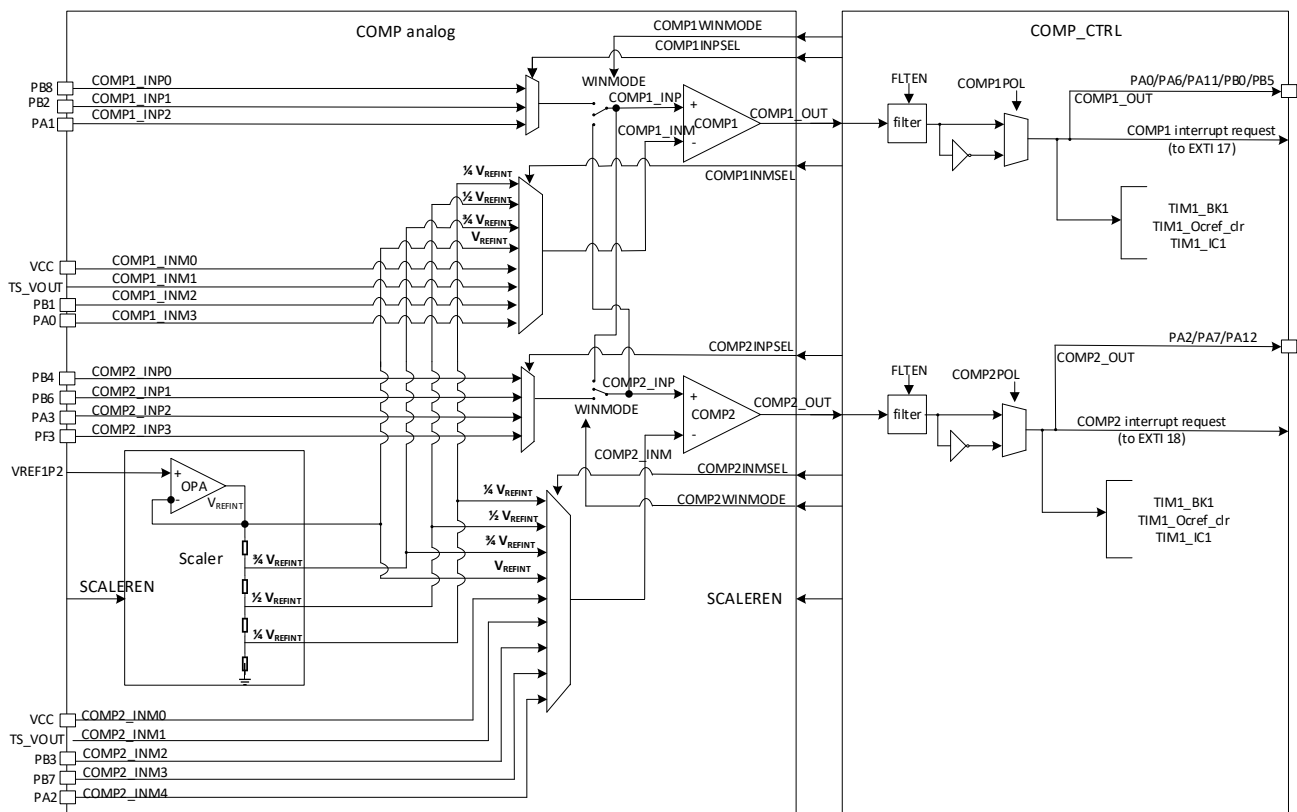 COMP analog
COMP_CTRL
COMP1WINMODE
COMP1INPSEL
WINMODE
PB8 COMP1_INP0
PB2 COMP1_INP1
PA1 COMP1_INP2
COMP1_INP
COMP1_INM
+
COMP1
-
COMP1_OUT
FLTEN
filter
COMP1POL
PA0/PA6/PA11/PB0/PB5
COMP1_OUT
COMP1 interrupt request
(to EXTI 17)
TIM1_BK1
TIM1_Ocref_clr
TIM1_IC1
COMP1INMSEL
¼ VREFINT
½ VREFINT
¾ VREFINT
VREFINT
VCC COMP1_INM0
TS_VOUT COMP1_INM1
PB1 COMP1_INM2
PA0 COMP1_INM3
COMP2INPSEL
PB4 COMP2_INP0
PB6 COMP2_INP1
PA3 COMP2_INP2
PF3 COMP2_INP3
COMP2_INP
WINMODE
+
COMP2
-
COMP2_OUT
COMP2_INM
FLTEN
filter
COMP2POL
PA2/PA7/PA12
COMP2_OUT
COMP2 interrupt request
(to EXTI 18)
TIM1_BK1
TIM1_Ocref_clr
TIM1_IC1
COMP2INMSEL
COMP2WINMODE
VREF1P2
+
OPA
-
VREFINT
Scaler
¾ VREFINT
½ VREFINT
¼ VREFINT
SCALEREN
¼ VREFINT
½ VREFINT
¾ VREFINT
VREFINT
SCALEREN
VCC COMP2_INM0
TS_VOUT COMP2_INM1
PB3 COMP2_INM2
PB7 COMP2_INM3
PA2 COMP2_INM4